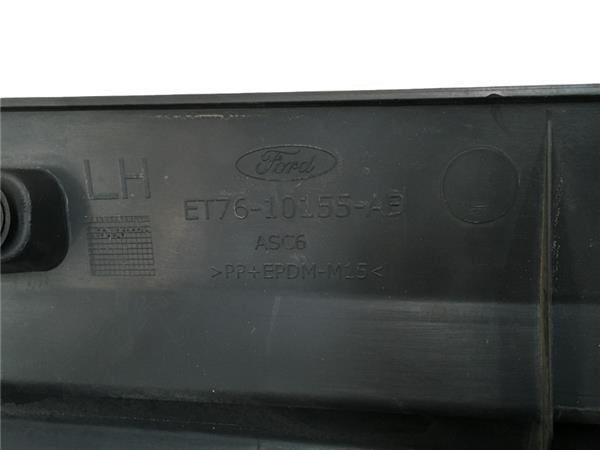 Ford
LH
ET76-10155-AB
ASC6
>PP+EPDM-M15<